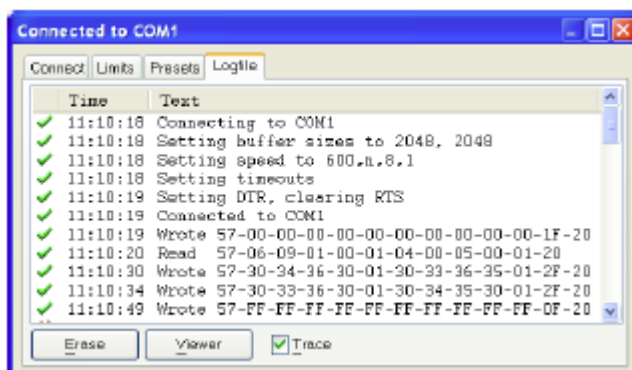 Connected to COM1
Connect Limits Presets Logfile
Time Text
11:10:18 Connecting to COM1
11:10:18 Setting buffer sizes to 2048, 2048
11:10:18 Setting speed to 600,n,8,1
11:10:18 Setting timeouts
11:10:19 Setting DTR, clearing RTS
11:10:19 Connected to COM1
11:10:19 Wrote 57-00-00-00-00-00-00-00-00-00-00-1F-20
11:10:20 Read 57-06-09-01-00-01-04-00-05-00-01-20
11:10:30 Wrote 57-30-34-36-30-01-30-33-36-35-01-2F-20
11:10:34 Wrote 57-30-33-36-30-01-30-34-35-30-01-2F-20
11:10:49 Wrote 57-FF-FF-FF-FF-FF-FF-FF-FF-FF-FF-0F-20
Erase Viewer Trace